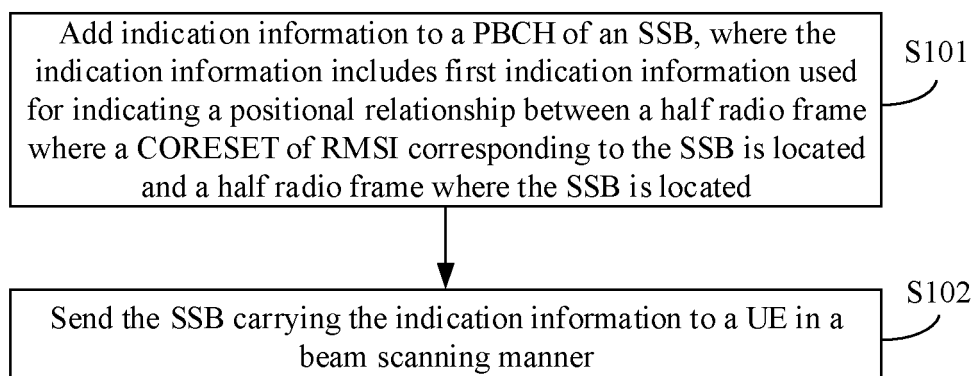 Add indication information to a PBCH of an SSB, where the
indication information includes first indication information used
for indicating a positional relationship between a half radio frame
where a CORESET of RMSI corresponding to the SSB is located
and a half radio frame where the SSB is located
S101
Send the SSB carrying the indication information to a UE in a
beam scanning manner
S102